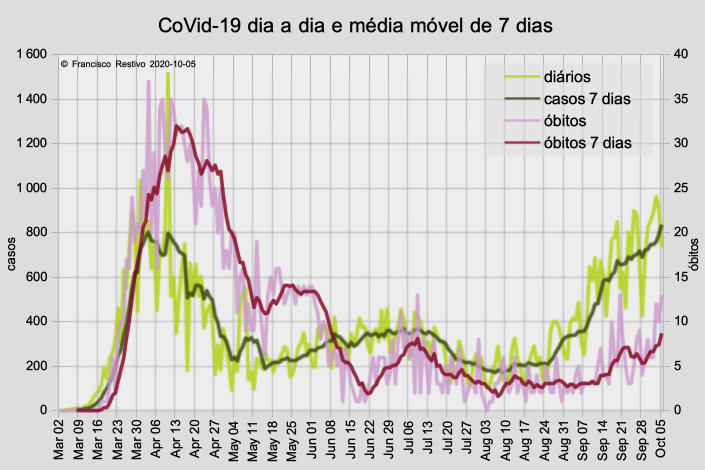 CoVid-19 dia a dia e média móvel de 7 dias
© Francisco Restivo 2020-10-05
diários
casos 7 dias
óbitos
óbitos 7 dias
1 600
1 400
1 200
1 000
800
600
400
200
0
casos
40
35
30
25
20
15
10
5
0
óbitos
Mar 02
Mar 09
Mar 16
Mar 23
Mar 30
Apr 06
Apr 13
Apr 20
Apr 27
May 04
May 11
May 18
May 25
Jun 01
Jun 08
Jun 15
Jun 22
Jun 29
Jul 06
Jul 13
Jul 20
Jul 27
Aug 03
Aug 10
Aug 17
Aug 24
Aug 31
Sep 07
Sep 14
Sep 21
Sep 28
Oct 05